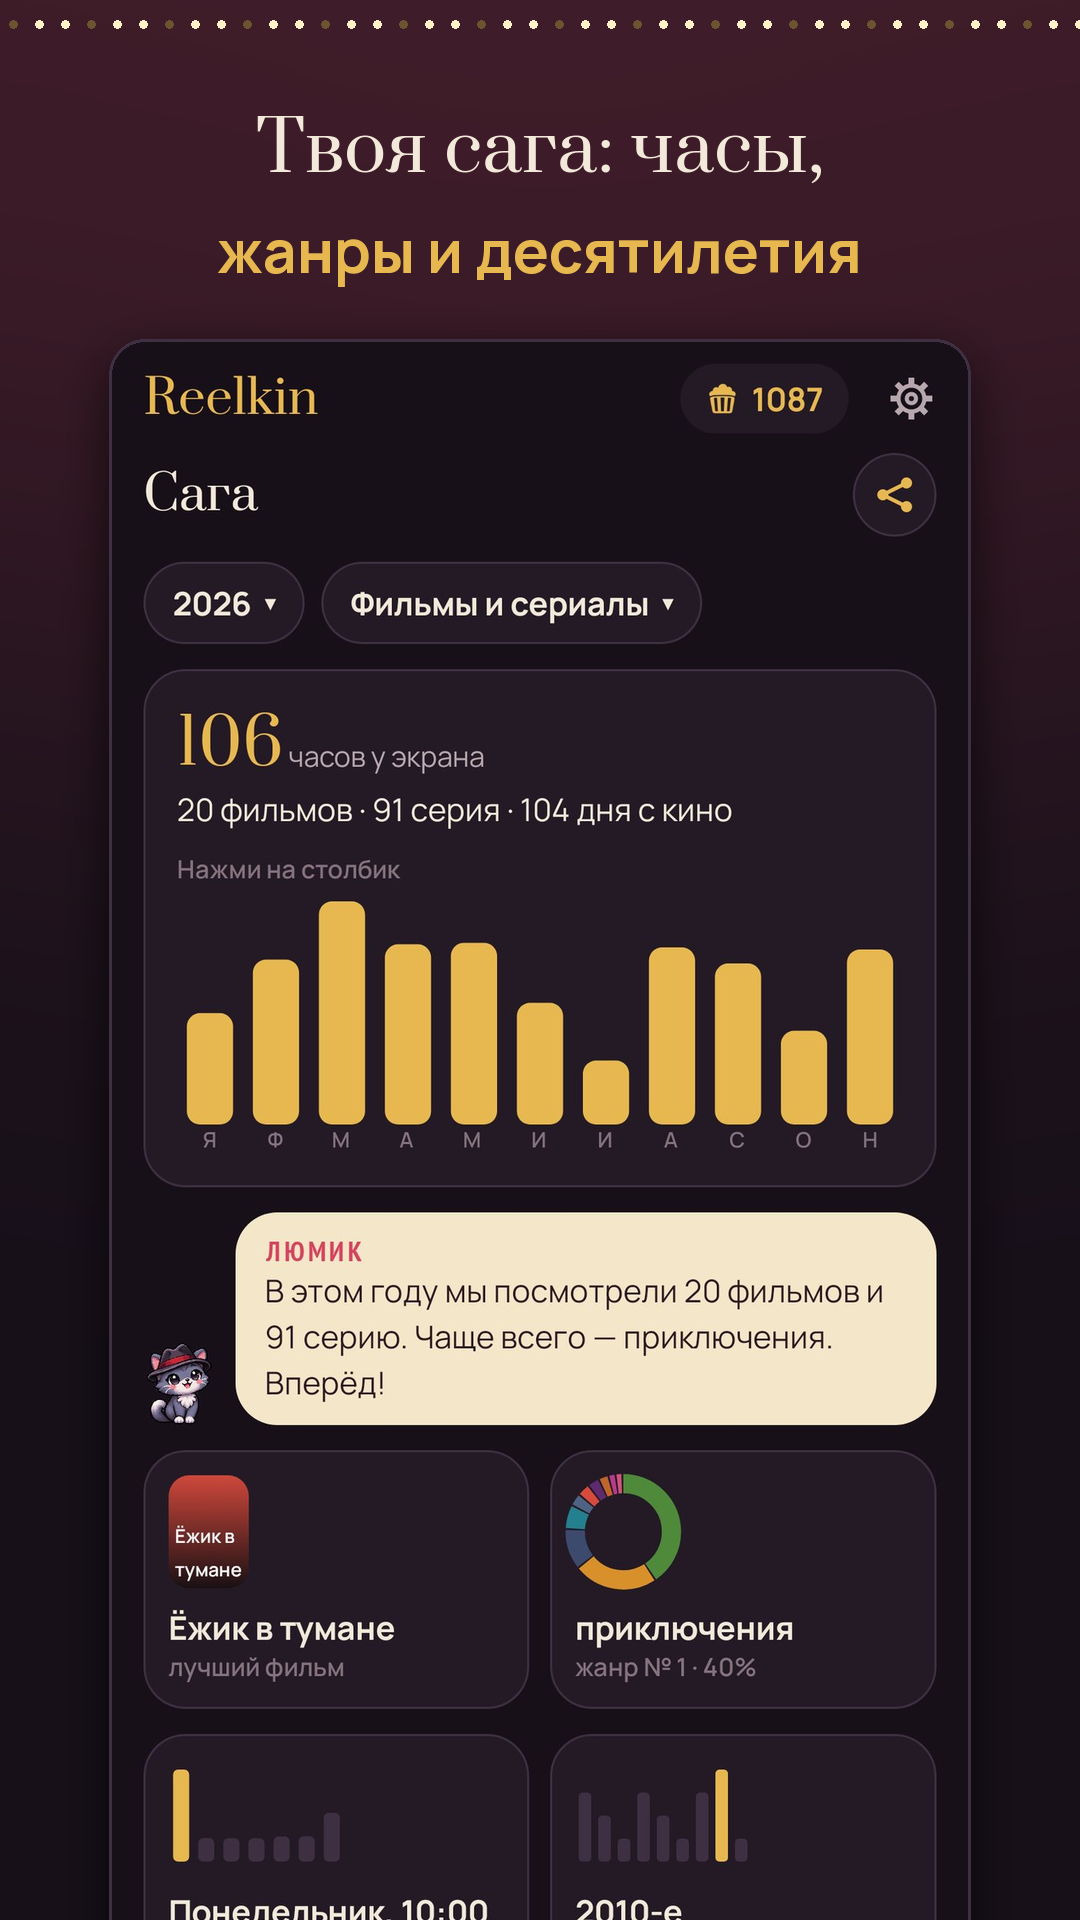 Твоя сага: часы,
жанры и десятилетия
Reelkin
1087
Сага
2026 ▾
Фильмы и сериалы ▾
106 часов у экрана
20 фильмов · 91 серия · 104 дня с кино
Нажми на столбик
Я Ф М А М И И А С О Н
ЛЮМИК
В этом году мы посмотрели 20 фильмов и
91 серию. Чаще всего — приключения.
Вперёд!
Ёжик в
тумане
Ёжик в тумане
лучший фильм
приключения
жанр № 1 · 40%
Понедельник, 10:00
2010-е